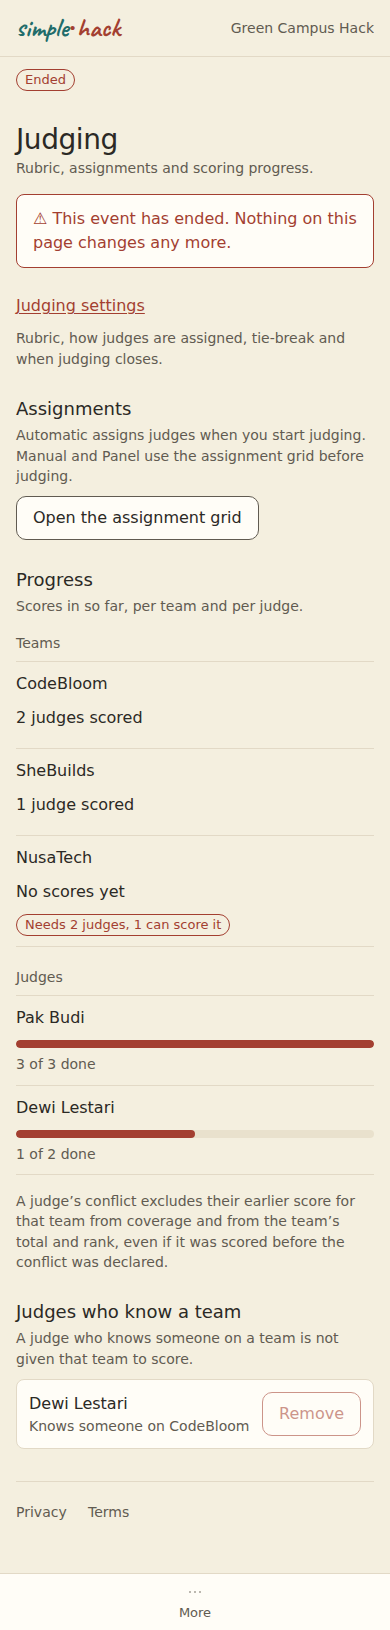 simple hack
Green Campus Hack
Ended
Judging
Rubric, assignments and scoring progress.
⚠ This event has ended. Nothing on this
page changes any more.
Judging settings
Rubric, how judges are assigned, tie-break and
when judging closes.
Assignments
Automatic assigns judges when you start judging.
Manual and Panel use the assignment grid before
judging.
Open the assignment grid
Progress
Scores in so far, per team and per judge.
Teams
CodeBloom
2 judges scored
SheBuilds
1 judge scored
NusaTech
No scores yet
Needs 2 judges, 1 can score it
Judges
Pak Budi
3 of 3 done
Dewi Lestari
1 of 2 done
A judge’s conflict excludes their earlier score for
that team from coverage and from the team’s
total and rank, even if it was scored before the
conflict was declared.
Judges who know a team
A judge who knows someone on a team is not
given that team to score.
Dewi Lestari
Knows someone on CodeBloom
Remove
Privacy Terms
…
More